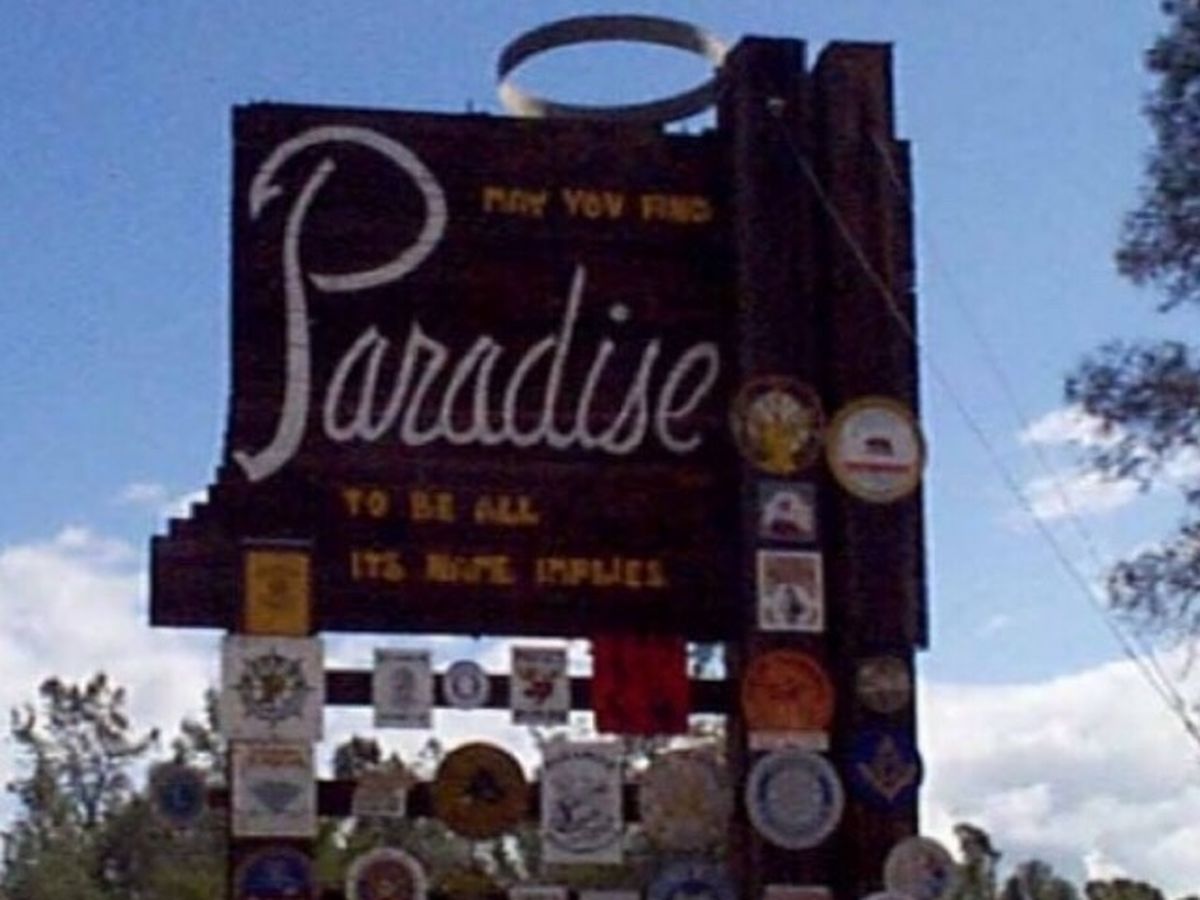 MAY YOU FIND
Paradise
TO BE ALL
ITS NAME IMPLIES